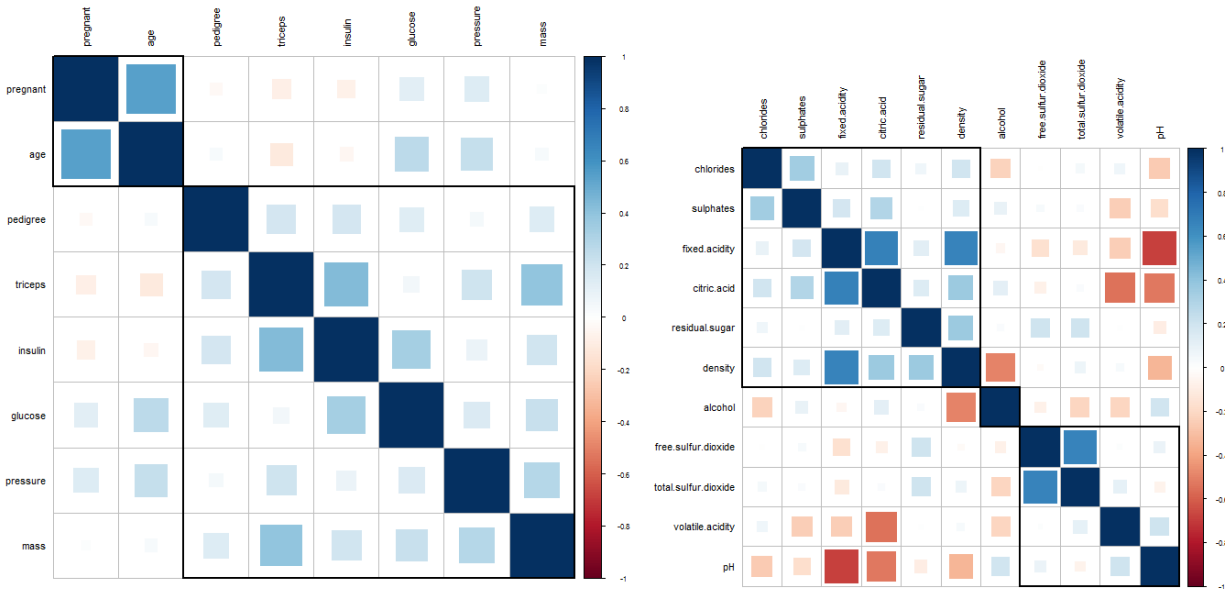 pregnant
age
pedigree
triceps
insulin
glucose
pressure
mass
pregnant
age
pedigree
triceps
insulin
glucose
pressure
mass
1
0.8
0.6
0.4
0.2
0
-0.2
-0.4
-0.6
-0.8
-1
chlorides
sulphates
fixed.acidity
citric.acid
residual.sugar
density
alcohol
free.sulfur.dioxide
total.sulfur.dioxide
volatile.acidity
pH
chlorides
sulphates
fixed.acidity
citric.acid
residual.sugar
density
alcohol
free.sulfur.dioxide
total.sulfur.dioxide
volatile.acidity
pH
1
0.8
0.6
0.4
0.2
0